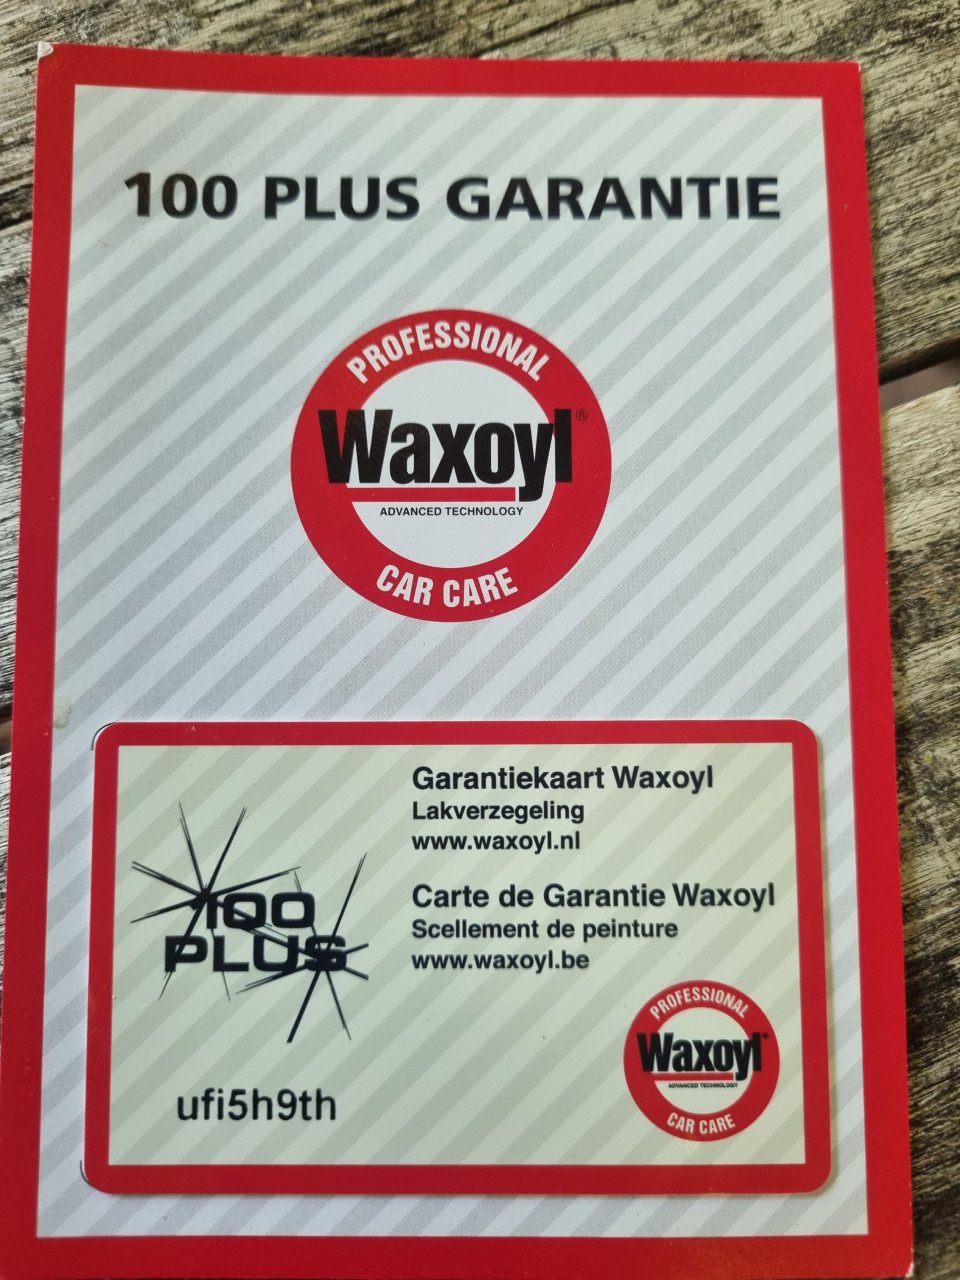 100 PLUS GARANTIE
PROFESSIONAL
Waxoyl®
ADVANCED TECHNOLOGY
CAR CARE
Garantiekaart Waxoyl
Lakverzegeling
www.waxoyl.nl
Carte de Garantie Waxoyl
Scellement de peinture
www.waxoyl.be
100
PLUS
PROFESSIONAL
Waxoyl®
ADVANCED TECHNOLOGY
CAR CARE
ufi5h9th